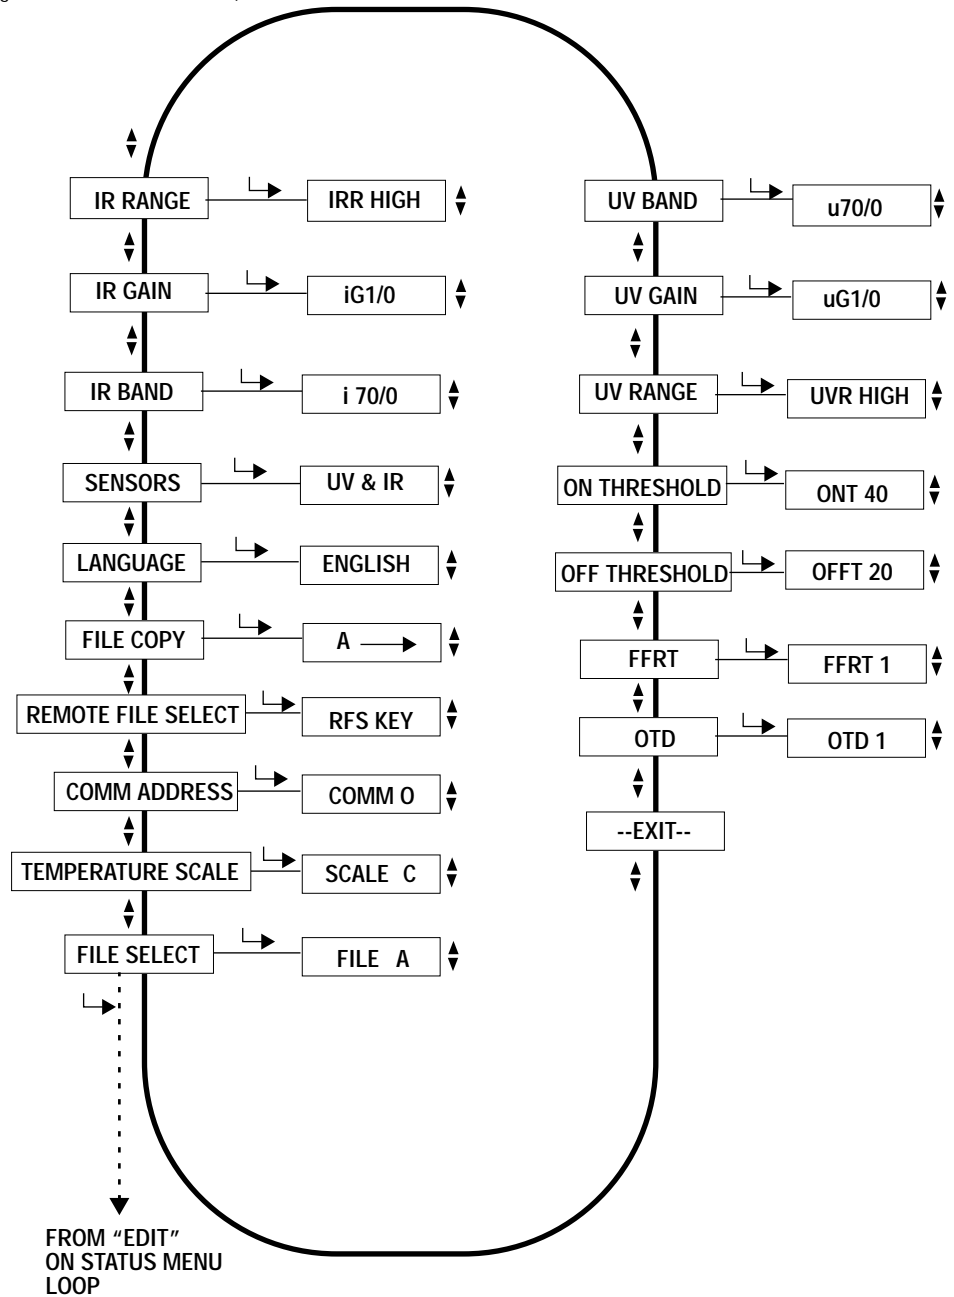 IR RANGE
IRR HIGH
IR GAIN
iG1/0
IR BAND
i 70/0
SENSORS
UV & IR
LANGUAGE
ENGLISH
FILE COPY
A
REMOTE FILE SELECT
RFS KEY
COMM ADDRESS
COMM O
TEMPERATURE SCALE
SCALE C
FILE SELECT
FILE A
FROM “EDIT”
ON STATUS MENU
LOOP
UV BAND
u70/0
UV GAIN
uG1/0
UV RANGE
UVR HIGH
ON THRESHOLD
ONT 40
OFF THRESHOLD
OFFT 20
FFRT
FFRT 1
OTD
OTD 1
--EXIT--